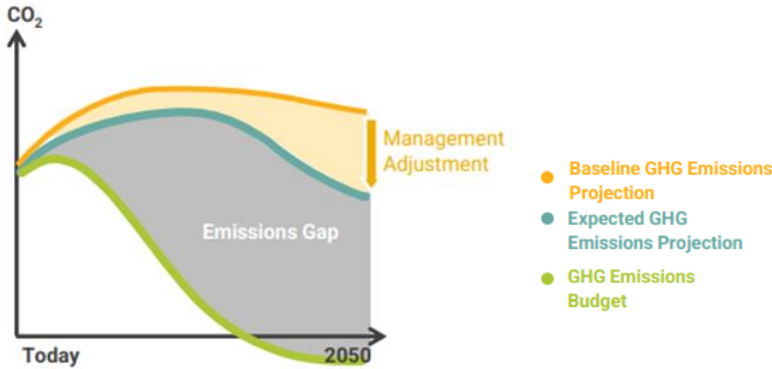 CO₂
Management
Adjustment
Emissions Gap
Today
2050
Baseline GHG Emissions
Projection
Expected GHG
Emissions Projection
GHG Emissions
Budget